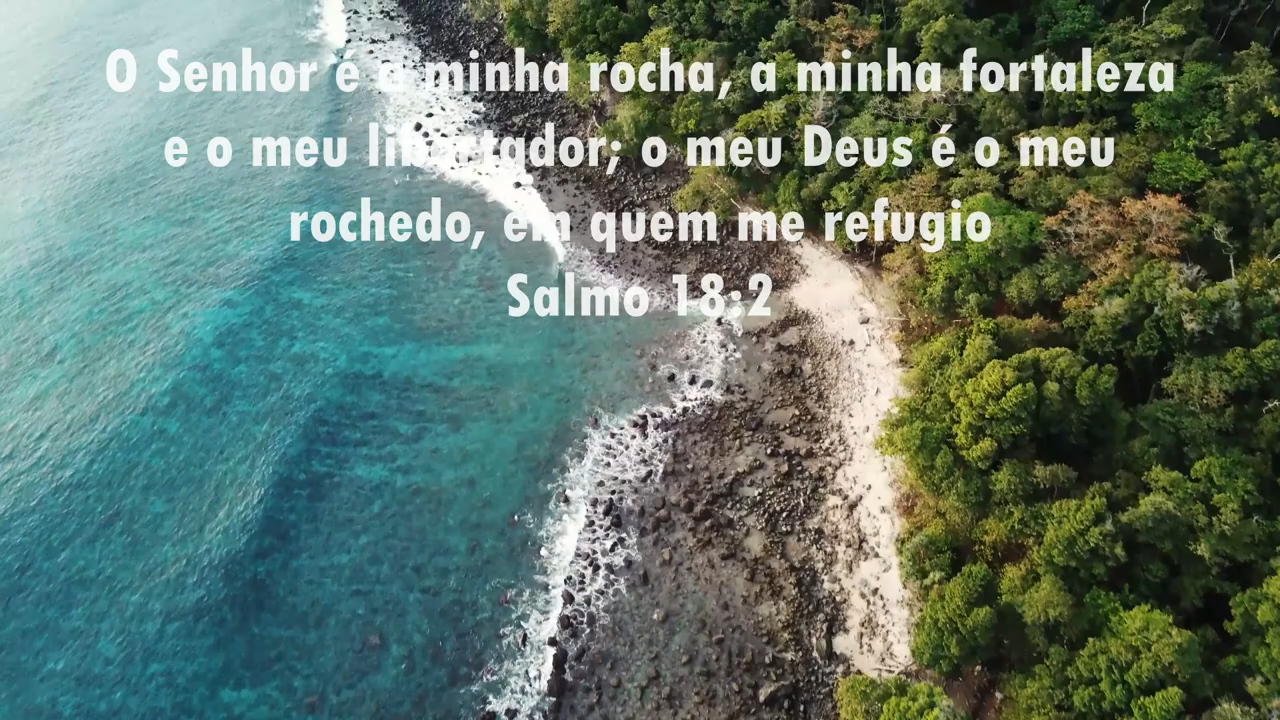 O Senhor é a minha rocha, a minha fortaleza
e o meu libertador; o meu Deus é o meu
rochedo, em quem me refugio
Salmo 18:2